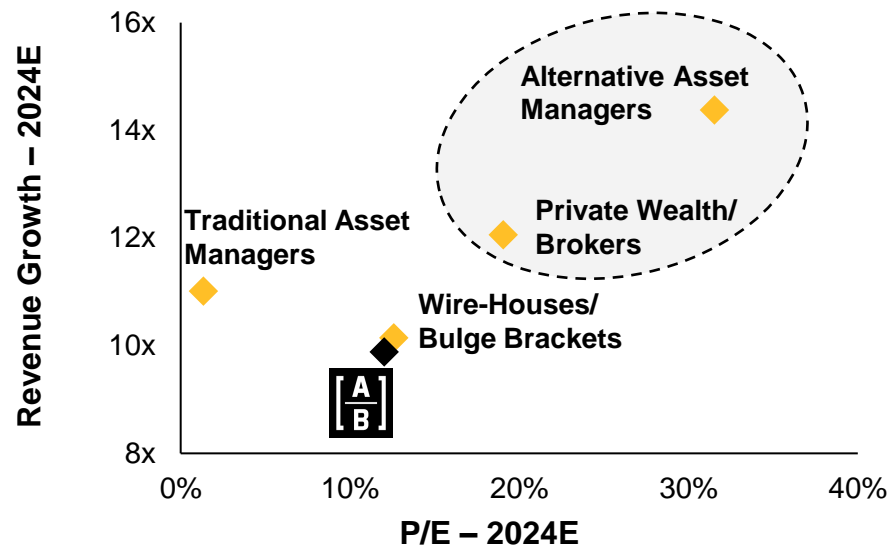 Revenue Growth – 2024E
16x
14x
12x
10x
8x
Alternative Asset
Managers
Private Wealth/
Brokers
Traditional Asset
Managers
Wire-Houses/
Bulge Brackets
[A
B]
0%
10%
20%
30%
40%
P/E – 2024E